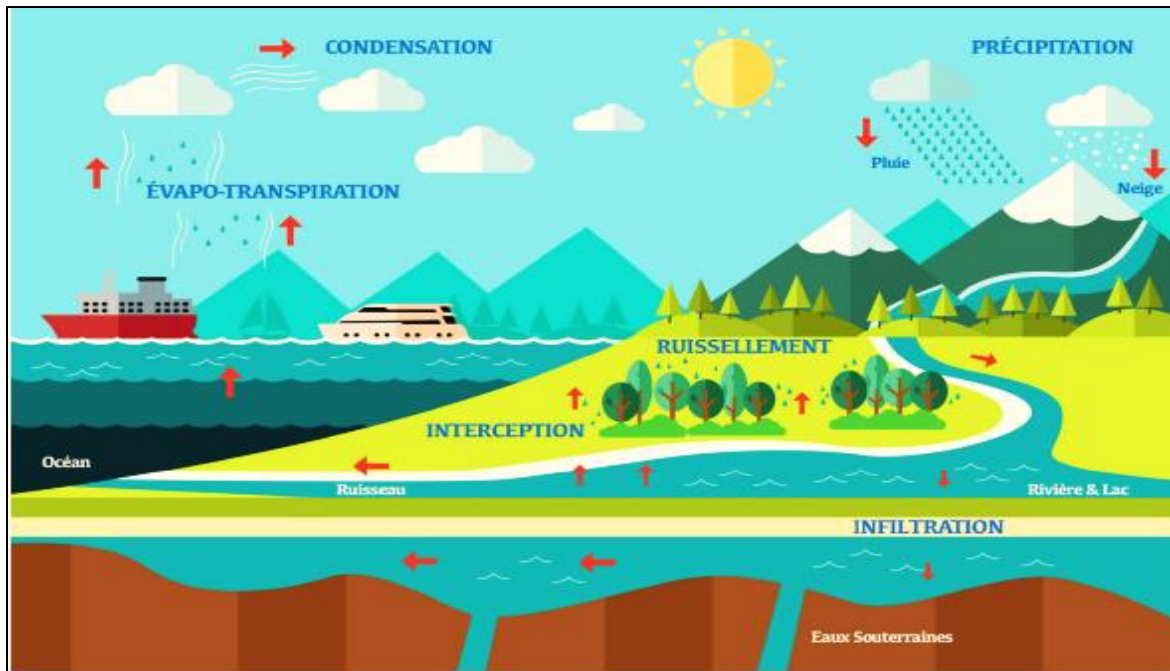 CONDENSATION
PRÉCIPITATION
Pluie
Neige
ÉVAPO-TRANSPIRATION
RUISSELLEMENT
INTERCEPTION
Océan
Ruisseau
Rivière & Lac
INFILTRATION
Eaux Souterraines